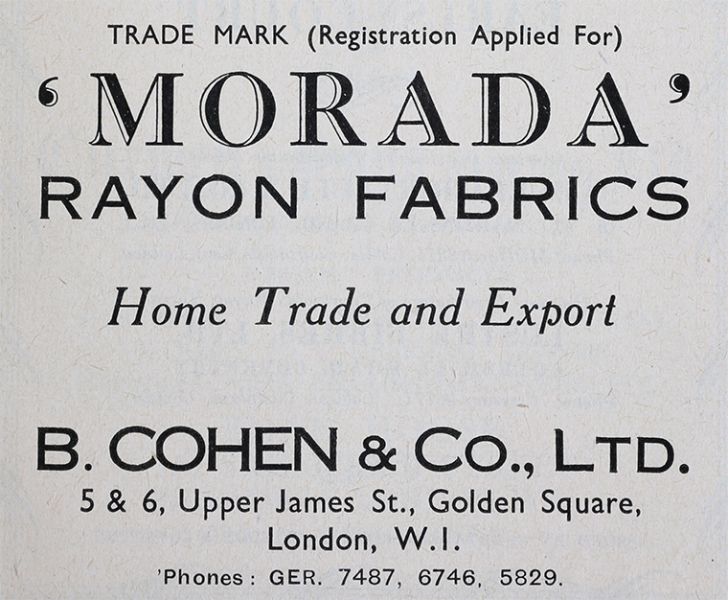 TRADE MARK (Registration Applied For)
‘MORADA’
RAYON FABRICS
Home Trade and Export
B. COHEN & Co., LTD.
5 & 6, Upper James St., Golden Square,
London, W.I.
'Phones: GER. 7487, 6746, 5829.